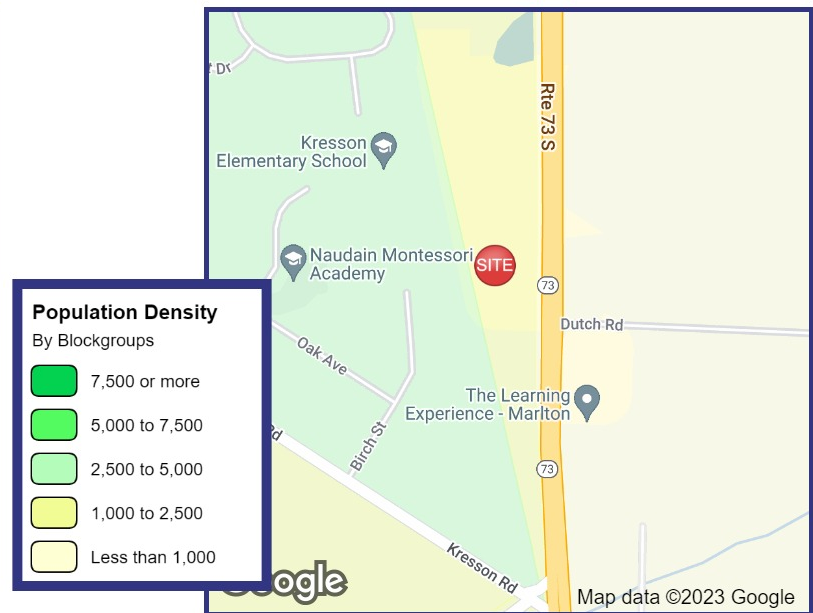 t Dr
Rte 73 S
Kresson
Elementary School
Naudain Montessori
Academy
SITE
73
Dutch Rd
Oak Ave
The Learning
Experience - Marlton
Birch St
Rd
73
Kresson Rd
Google
Map data ©2023 Google
Population Density
By Blockgroups
7,500 or more
5,000 to 7,500
2,500 to 5,000
1,000 to 2,500
Less than 1,000